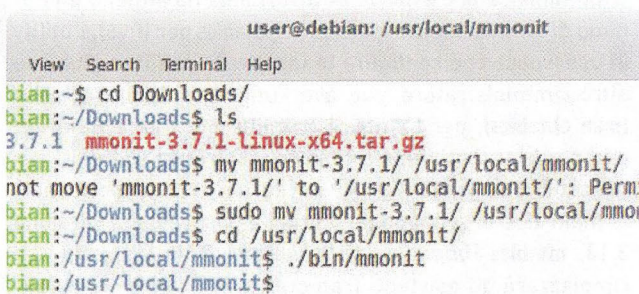 user@debian: /usr/local/mmonit
View Search Terminal Help
bian:~$ cd Downloads/
bian:~/Downloads$ ls
3.7.1 mmonit-3.7.1-linux-x64.tar.gz
bian:~/Downloads$ mv mmonit-3.7.1/ /usr/local/mmonit/
not move 'mmonit-3.7.1/' to '/usr/local/mmonit/': Permi
bian:~/Downloads$ sudo mv mmonit-3.7.1/ /usr/local/mmon
bian:~/Downloads$ cd /usr/local/mmonit/
bian:/usr/local/mmonit$ ./bin/mmonit
bian:/usr/local/mmonit$